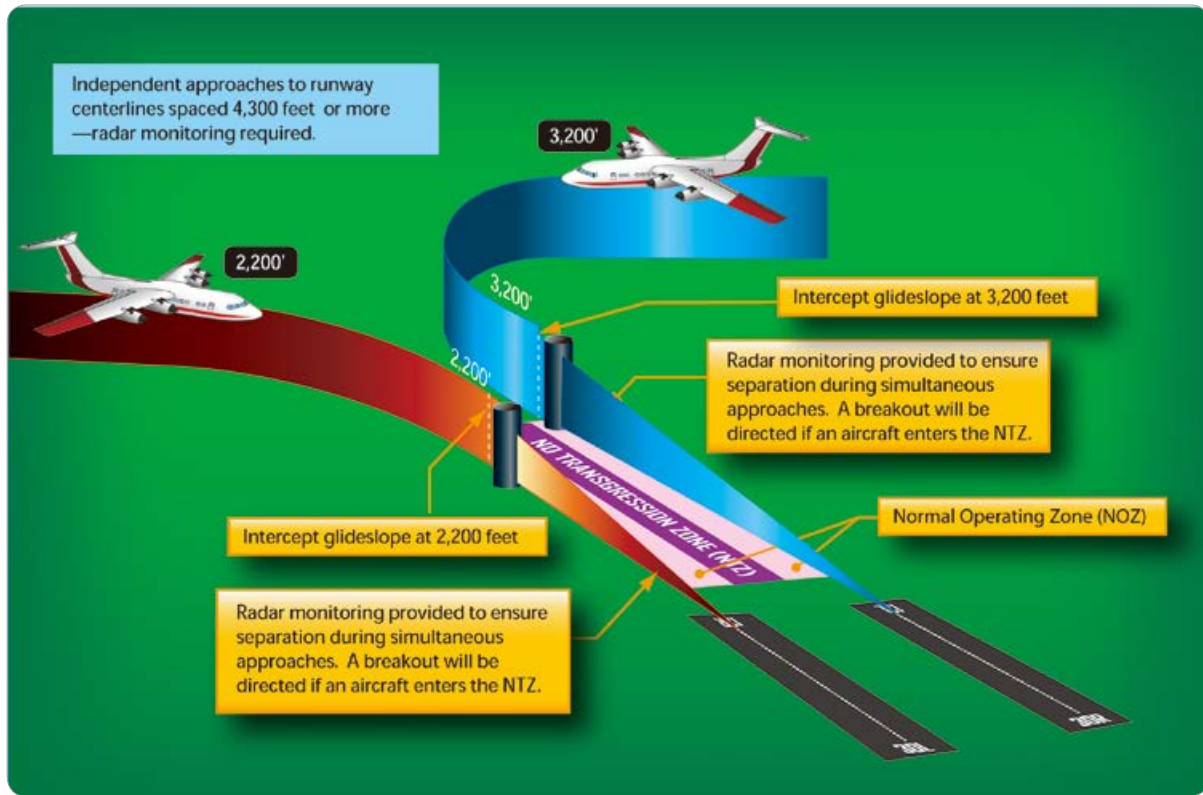 Independent approaches to runway
centerlines spaced 4,300 feet or more
—radar monitoring required.
3,200'
2,200'
3,200'
Intercept glideslope at 3,200 feet
2,200'
Radar monitoring provided to ensure
separation during simultaneous
approaches. A breakout will be
directed if an aircraft enters the NTZ.
NO TRANSGRESSION ZONE (NTZ)
Normal Operating Zone (NOZ)
Intercept glideslope at 2,200 feet
Radar monitoring provided to ensure
separation during simultaneous
approaches. A breakout will be
directed if an aircraft enters the NTZ.